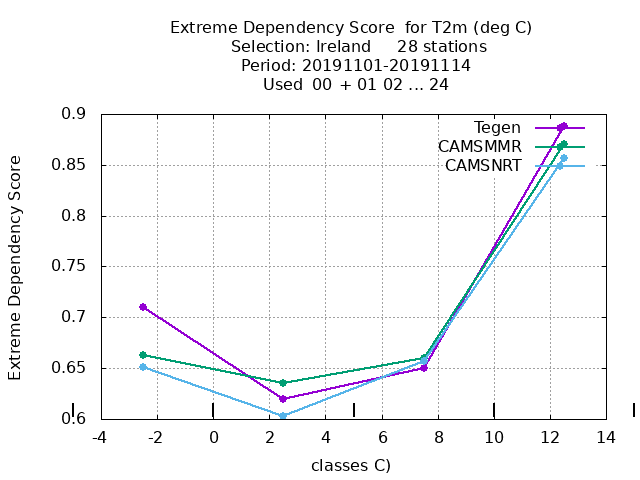 Extreme Dependency Score  for T2m (deg C)
Selection: Ireland     28 stations
Period: 20191101-20191114
Used  00 + 01 02 ... 24
Extreme Dependency Score
0.9
0.85
0.8
0.75
0.7
0.65
0.6
Tegen
CAMSMMR
CAMSNRT
-4 -2 0 2 4 6 8 10 12 14
classes C)